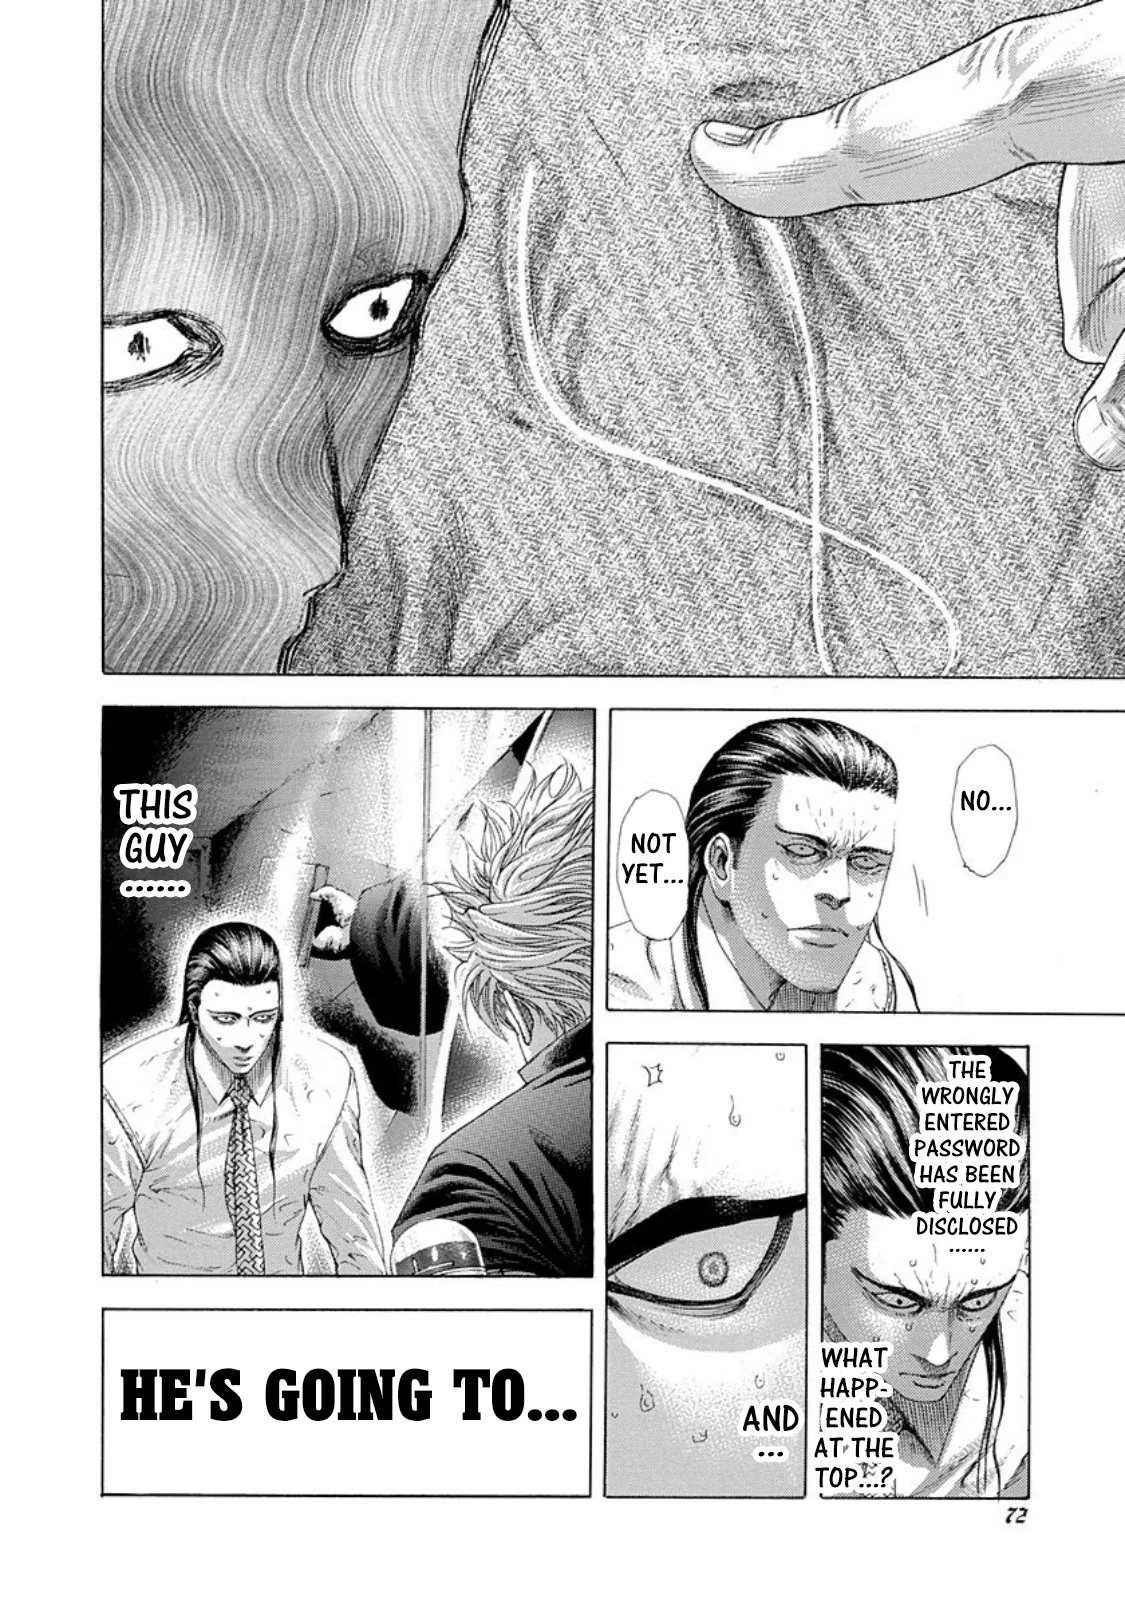 NO...
NOT
YET...
THE
WRONGLY
ENTERED
PASSWORD
HAS BEEN
FULLY
DISCLOSED
......
WHAT
HAPP-
ENED
AT THE
TOP...?
AND
...
THIS
GUY
......
HE'S GOING TO...
72